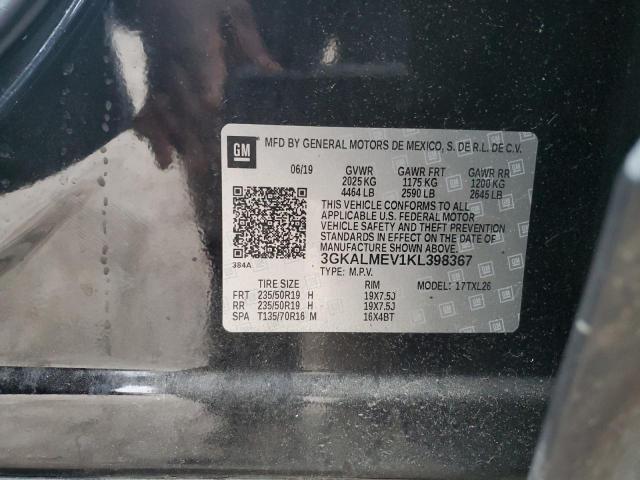 GM
MFD BY GENERAL MOTORS DE MEXICO, S. DE R.L. DE C.V.
06/19 GVWR GAWR FRT GAWR RR
2025 KG 1175 KG 1200 KG
4464 LB 2590 LB 2645 LB
THIS VEHICLE CONFORMS TO ALL
APPLICABLE U.S. FEDERAL MOTOR
VEHICLE SAFETY AND THEFT PREVENTION
STANDARDS IN EFFECT ON THE DATE OF
MANUFACTURE SHOWN ABOVE.
384A
3GKALMEV1KL398367
TYPE: M.P.V. MODEL: 17TXL26
TIRE SIZE
FRT 235/50R19 H 19X7.5J
RR 235/50R19 H 19X7.5J
SPA T135/70R16 M 16X4BT